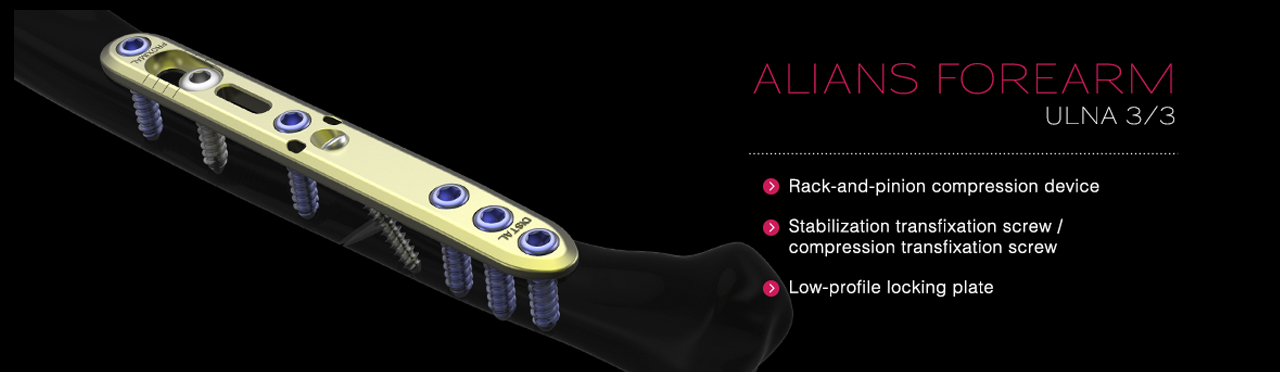 PROXIMAL
DISTAL
ALIANS FOREARM
ULNA 3/3
Rack-and-pinion compression device
Stabilization transfixation screw /
compression transfixation screw
Low-profile locking plate